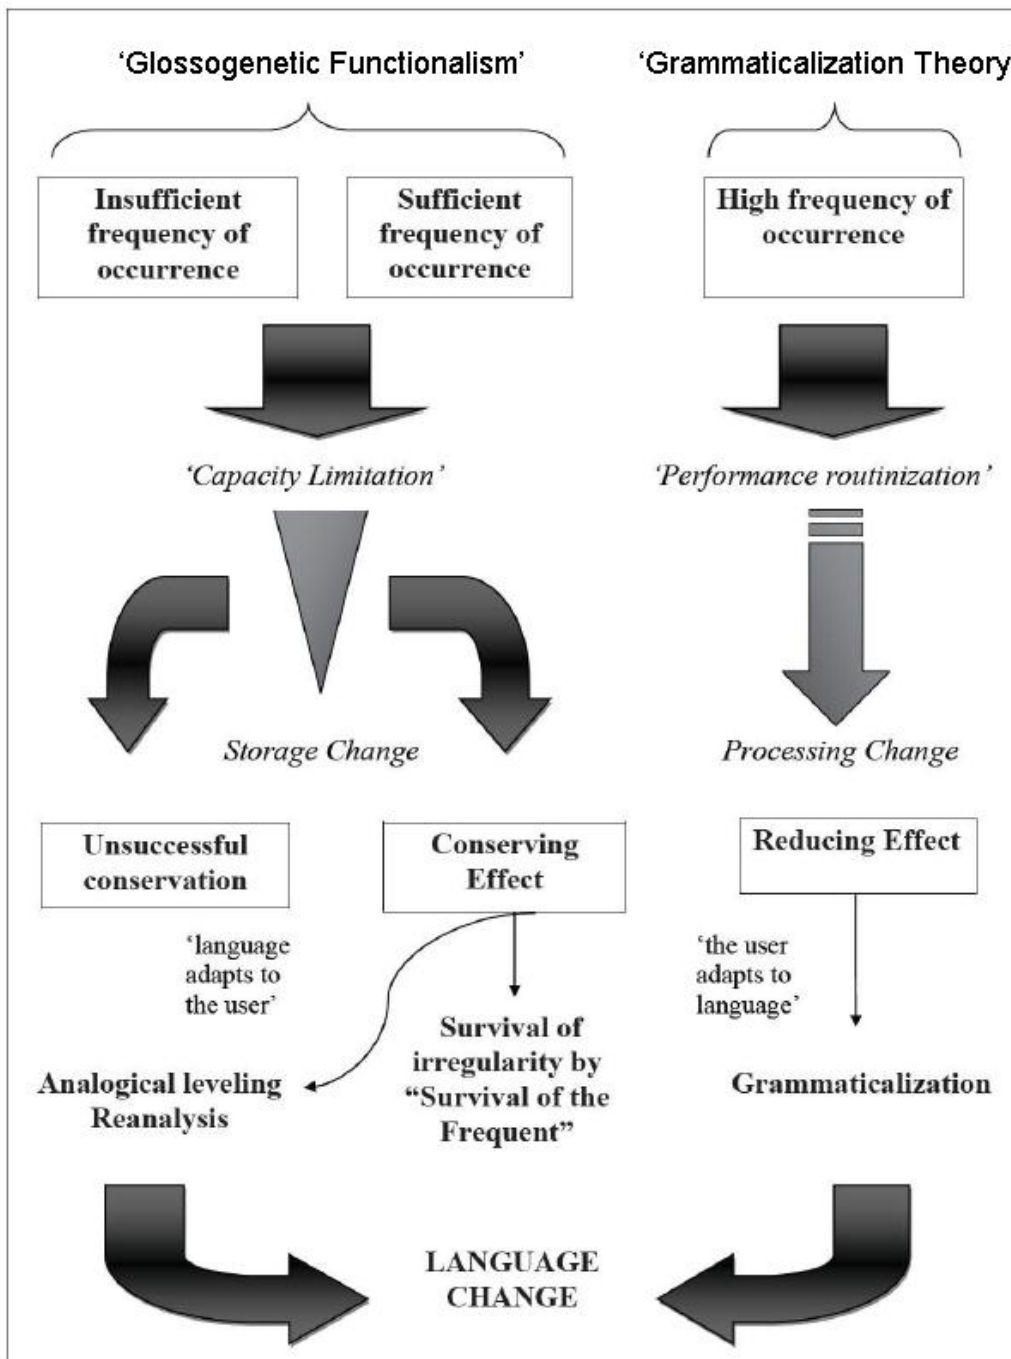 ‘Glossogenetic Functionalism’
‘Grammaticalization Theory
Insufficient
frequency of
occurrence
Sufficient
frequency of
occurrence
High frequency of
occurrence
‘Capacity Limitation’
‘Performance routinization’
Storage Change
Processing Change
Unsuccessful
conservation
Conserving
Effect
Reducing Effect
‘language
adapts to
the user’
‘the user
adapts to
language’
Analogical leveling
Reanalysis
Survival of
irregularity by
“Survival of the
Frequent”
Grammaticalization
LANGUAGE
CHANGE